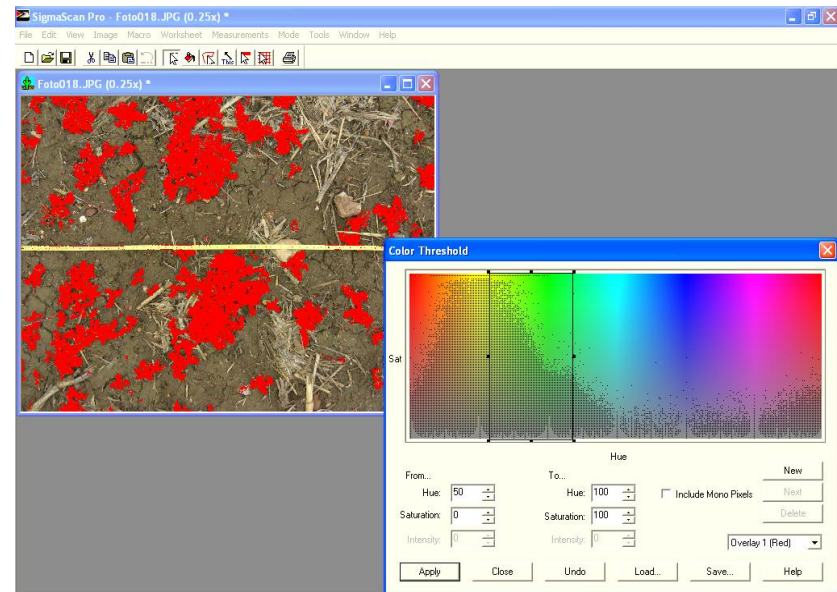 SigmaScan Pro - Foto018.JPG (0.25x) *
File Edit View Image Macro Worksheet Measurements Mode Tools Window Help
This
Foto018.JPG (0.25x) *
Color Threshold
Sat
Hue
From...
To...
New
Hue: 50
Hue: 100
Include Mono Pixels
Next
Saturation: 0
Saturation: 100
Delete
Intensity: 0
Intensity: 0
Overlay 1 (Red)
Apply Close Undo Load... Save... Help